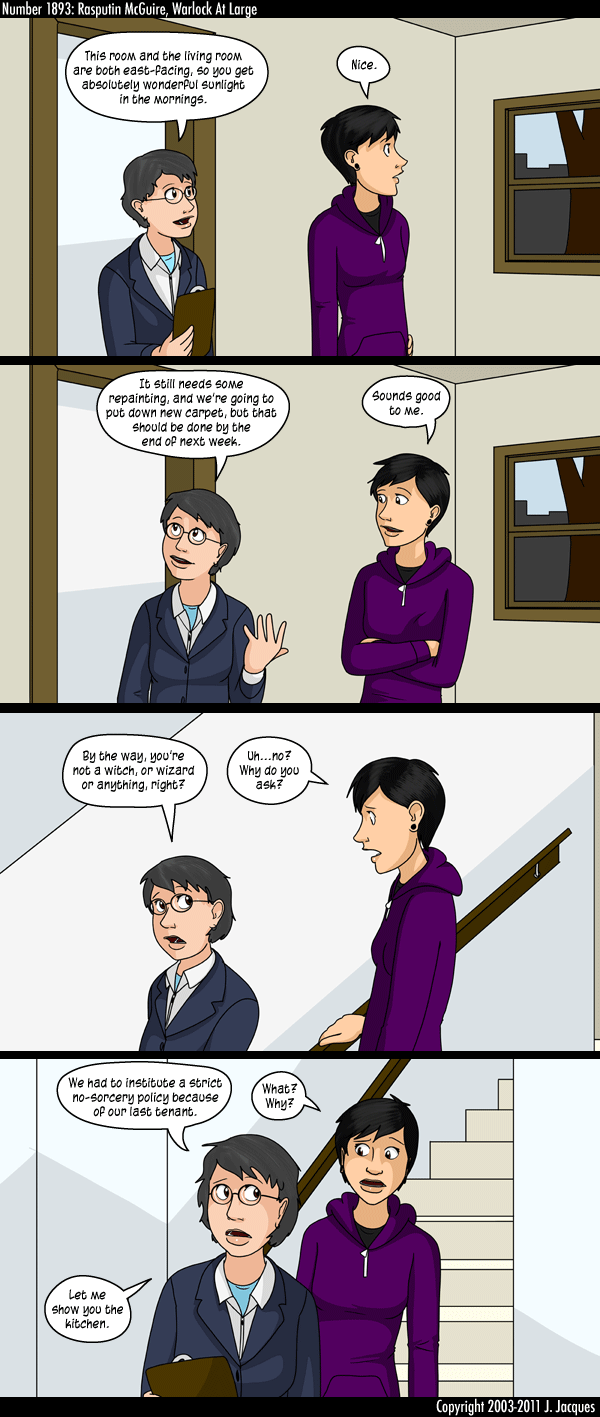 Number 1893: Rasputin McGuire, Warlock At Large
This room and the living room
are both east-facing, so you get
absolutely wonderful sunlight
in the mornings.
Nice.
It still needs some
repainting, and we're going to
put down new carpet, but that
should be done by the
end of next week.
Sounds good
to me.
By the way, you're
not a witch, or wizard
or anything, right?
Uh...no?
Why do you
ask?
We had to institute a strict
no-sorcery policy because
of our last tenant.
What?
Why?
Let me
show you the
kitchen.
Copyright 2003-2011 J. Jacques